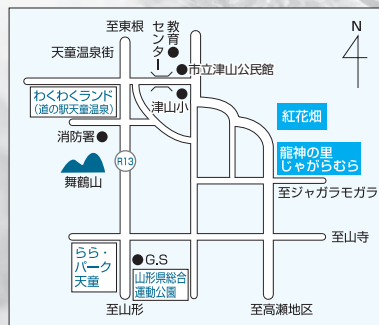 至東根
教育
センター
N
天童温泉街
市立津山公民館
わくわくランド
(道の駅天童温泉)
津山小
紅花畑
消防署
龍神の里
じゃがらむら
R13
舞鶴山
至ジャガラモガラ
至山寺
らら・
パーク
天童
G.S
山形県総合
運動公園
至山形
至高瀬地区